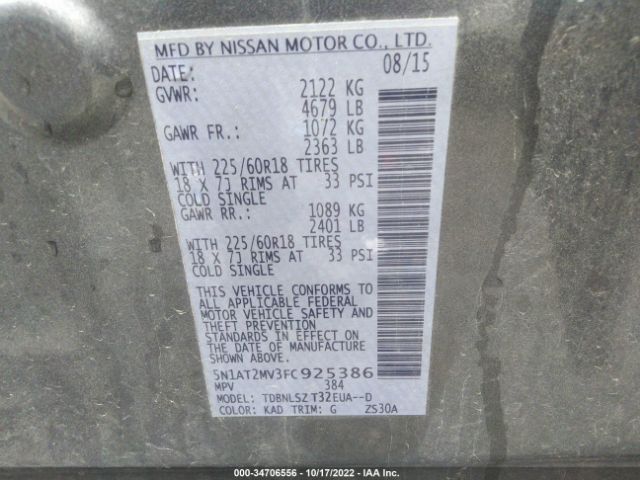 MFD BY NISSAN MOTOR CO., LTD.
DATE: 08/15
GVWR: 2122 KG
4679 LB
GAWR FR.: 1072 KG
2363 LB
WITH 225/60R18 TIRES
18 X 7J RIMS AT 33 PSI
COLD SINGLE
GAWR RR.: 1089 KG
2401 LB
WITH 225/60R18 TIRES
18 X 7J RIMS AT 33 PSI
COLD SINGLE
THIS VEHICLE CONFORMS TO
ALL APPLICABLE FEDERAL
MOTOR VEHICLE SAFETY AND
THEFT PREVENTION
STANDARDS IN EFFECT ON
THE DATE OF MANUFACTURE
SHOWN ABOVE.
5N1AT2MV3FC925386
MPV 384
MODEL: TDBNLSZ T32EUA--D
COLOR: KAD TRIM: G ZS30A
000-34706556 - 10/17/2022 - IAA Inc.